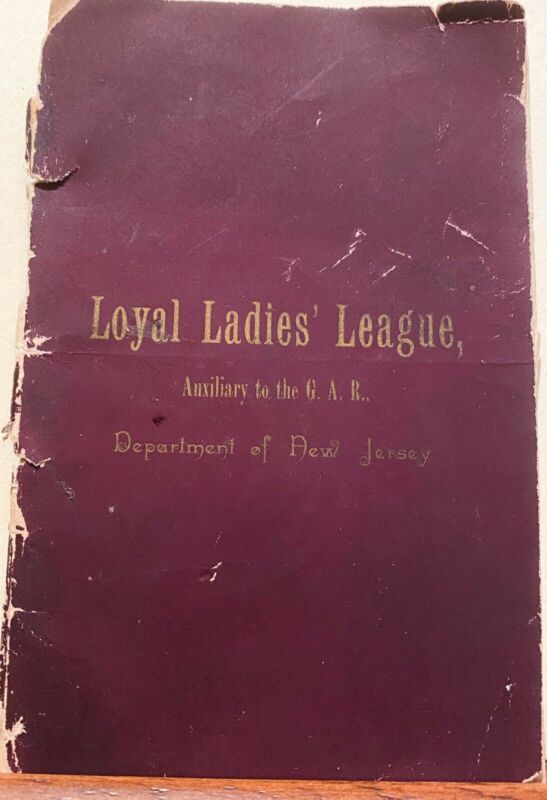 Loyal Ladies' League,
Auxiliary to the G. A. R..
Department of New Jersey